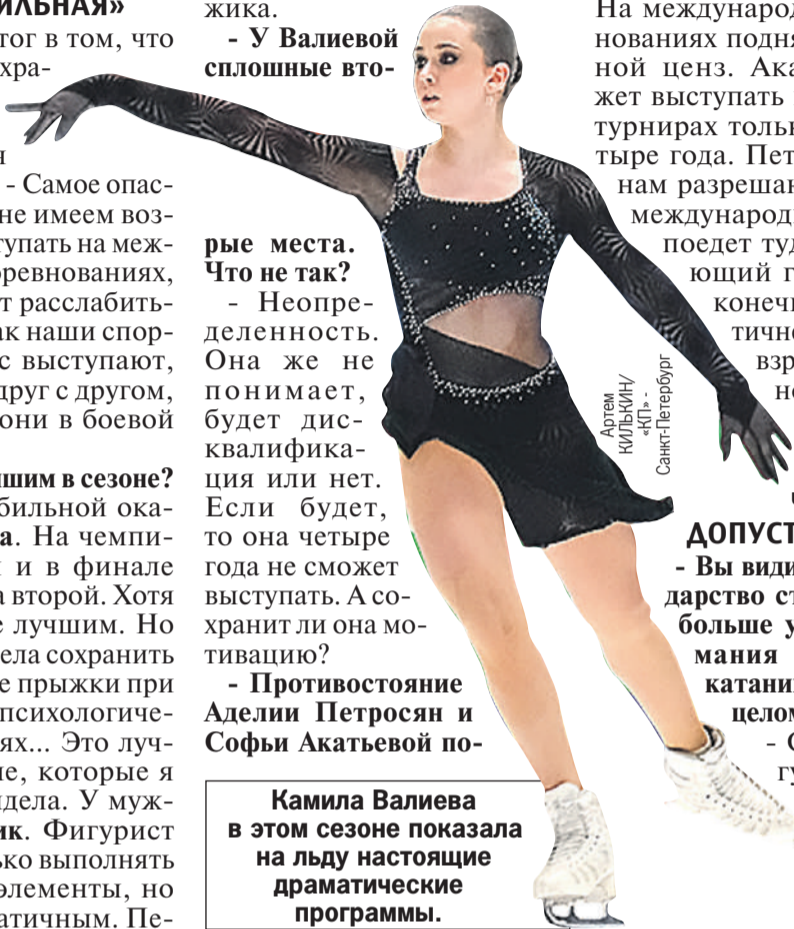 ИЛЬНАЯ»
тог в том, что
хра-
- Самое опас-
не имеем воз-
тупать на меж-
оревнованиях,
т расслабить-
ак наши спор-
с выступают,
друг с другом,
они в боевой
шим в сезоне?
бильной ока-
а. На чемпи-
и в финале
а второй. Хотя
е лучшим. Но
ела сохранить
е прыжки при
психологиче-
ях... Это луч-
ие, которые я
дела. У муж-
ик. Фигурист
ко выполнять
элементы, но
атичным. Пе-
жика.
- У Валиевой
сплошные вто-
рые места.
Что не так?
- Неопре-
деленность.
Она же не
понимает,
будет дис-
квалифика-
ция или нет.
Если будет,
то она четыре
года не сможет
выступать. А со-
хранит ли она мо-
тивацию?
- Противостояние
Аделии Петросян и
Софьи Акатьевой по-
Камила Валиева
в этом сезоне показала
на льду настоящие
драматические
программы.
Артем
КИЛЬКИН/
«КП» -
Санкт-Петербург
На международ
нованиях подня
ной ценз. Ака
жет выступать
турнирах тольк
тыре года. Пет
нам разрешаю
международ
поедет туд
ющий г
конечн
тичн
взр
не
ДОПУСТ
- Вы види
дарство ст
больше у
мания
катани
целом
- С
гу